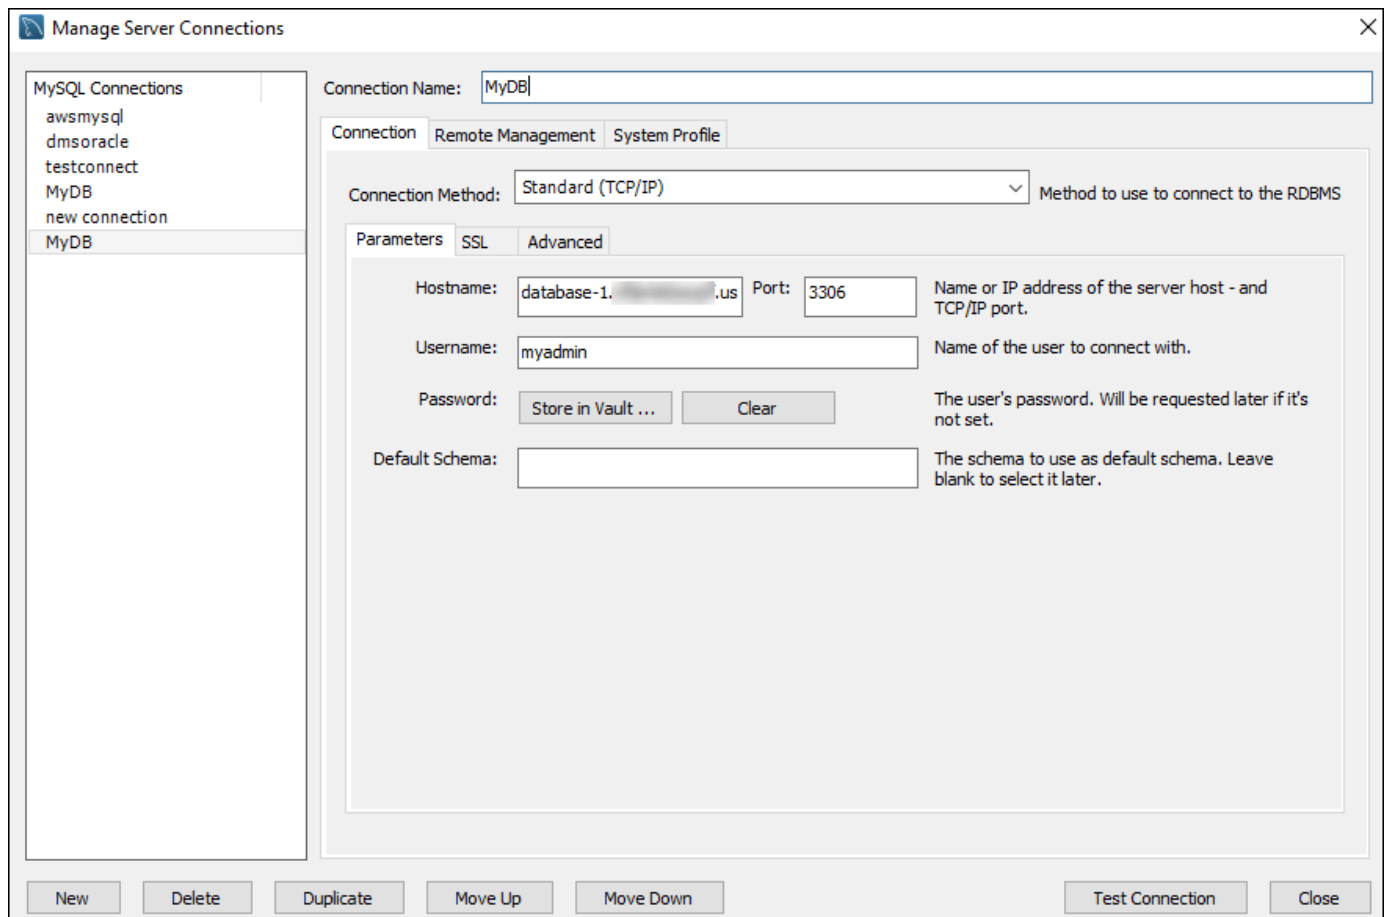 Manage Server Connections
MySQL Connections
awsmysql
dmsoracle
testconnect
MyDB
new connection
MyDB
Connection Name: MyDB
Connection Remote Management System Profile
Connection Method: Standard (TCP/IP) Method to use to connect to the RDBMS
Parameters SSL Advanced
Hostname: database-1. .us Port: 3306 Name or IP address of the server host - and
TCP/IP port.
Username: myadmin Name of the user to connect with.
Password: Store in Vault ... Clear The user's password. Will be requested later if it's
not set.
Default Schema: The schema to use as default schema. Leave
blank to select it later.
New Delete Duplicate Move Up Move Down Test Connection Close